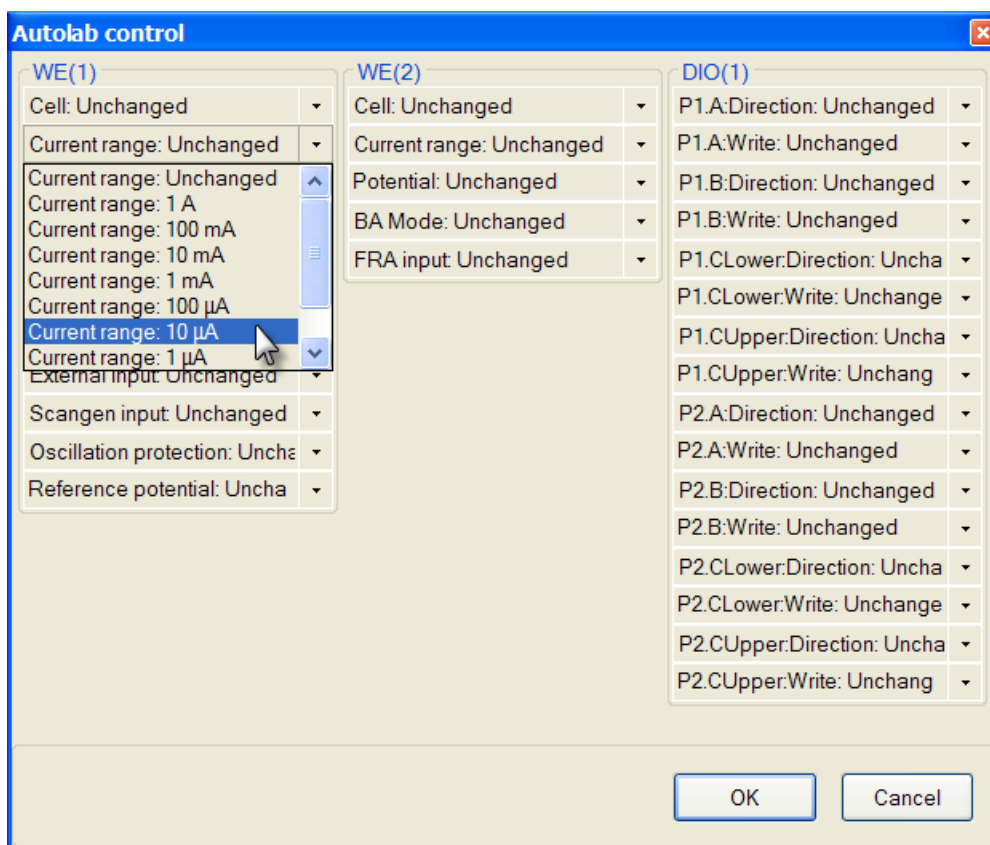 Autolab control
WE(1)
Cell: Unchanged
Current range: Unchanged
Current range: Unchanged
Current range: 1 A
Current range: 100 mA
Current range: 10 mA
Current range: 1 mA
Current range: 100 µA
Current range: 10 µA
Current range: 1 µA
External input: Unchanged
Scangen input: Unchanged
Oscillation protection: Uncha
Reference potential: Uncha
WE(2)
Cell: Unchanged
Current range: Unchanged
Potential: Unchanged
BA Mode: Unchanged
FRA input: Unchanged
DIO(1)
P1.A:Direction: Unchanged
P1.A:Write: Unchanged
P1.B:Direction: Unchanged
P1.B:Write: Unchanged
P1.CLower:Direction: Uncha
P1.CLower:Write: Unchange
P1.CUpper:Direction: Uncha
P1.CUpper:Write: Unchang
P2.A:Direction: Unchanged
P2.A:Write: Unchanged
P2.B:Direction: Unchanged
P2.B:Write: Unchanged
P2.CLower:Direction: Uncha
P2.CLower:Write: Unchange
P2.CUpper:Direction: Uncha
P2.CUpper:Write: Unchang
OK
Cancel